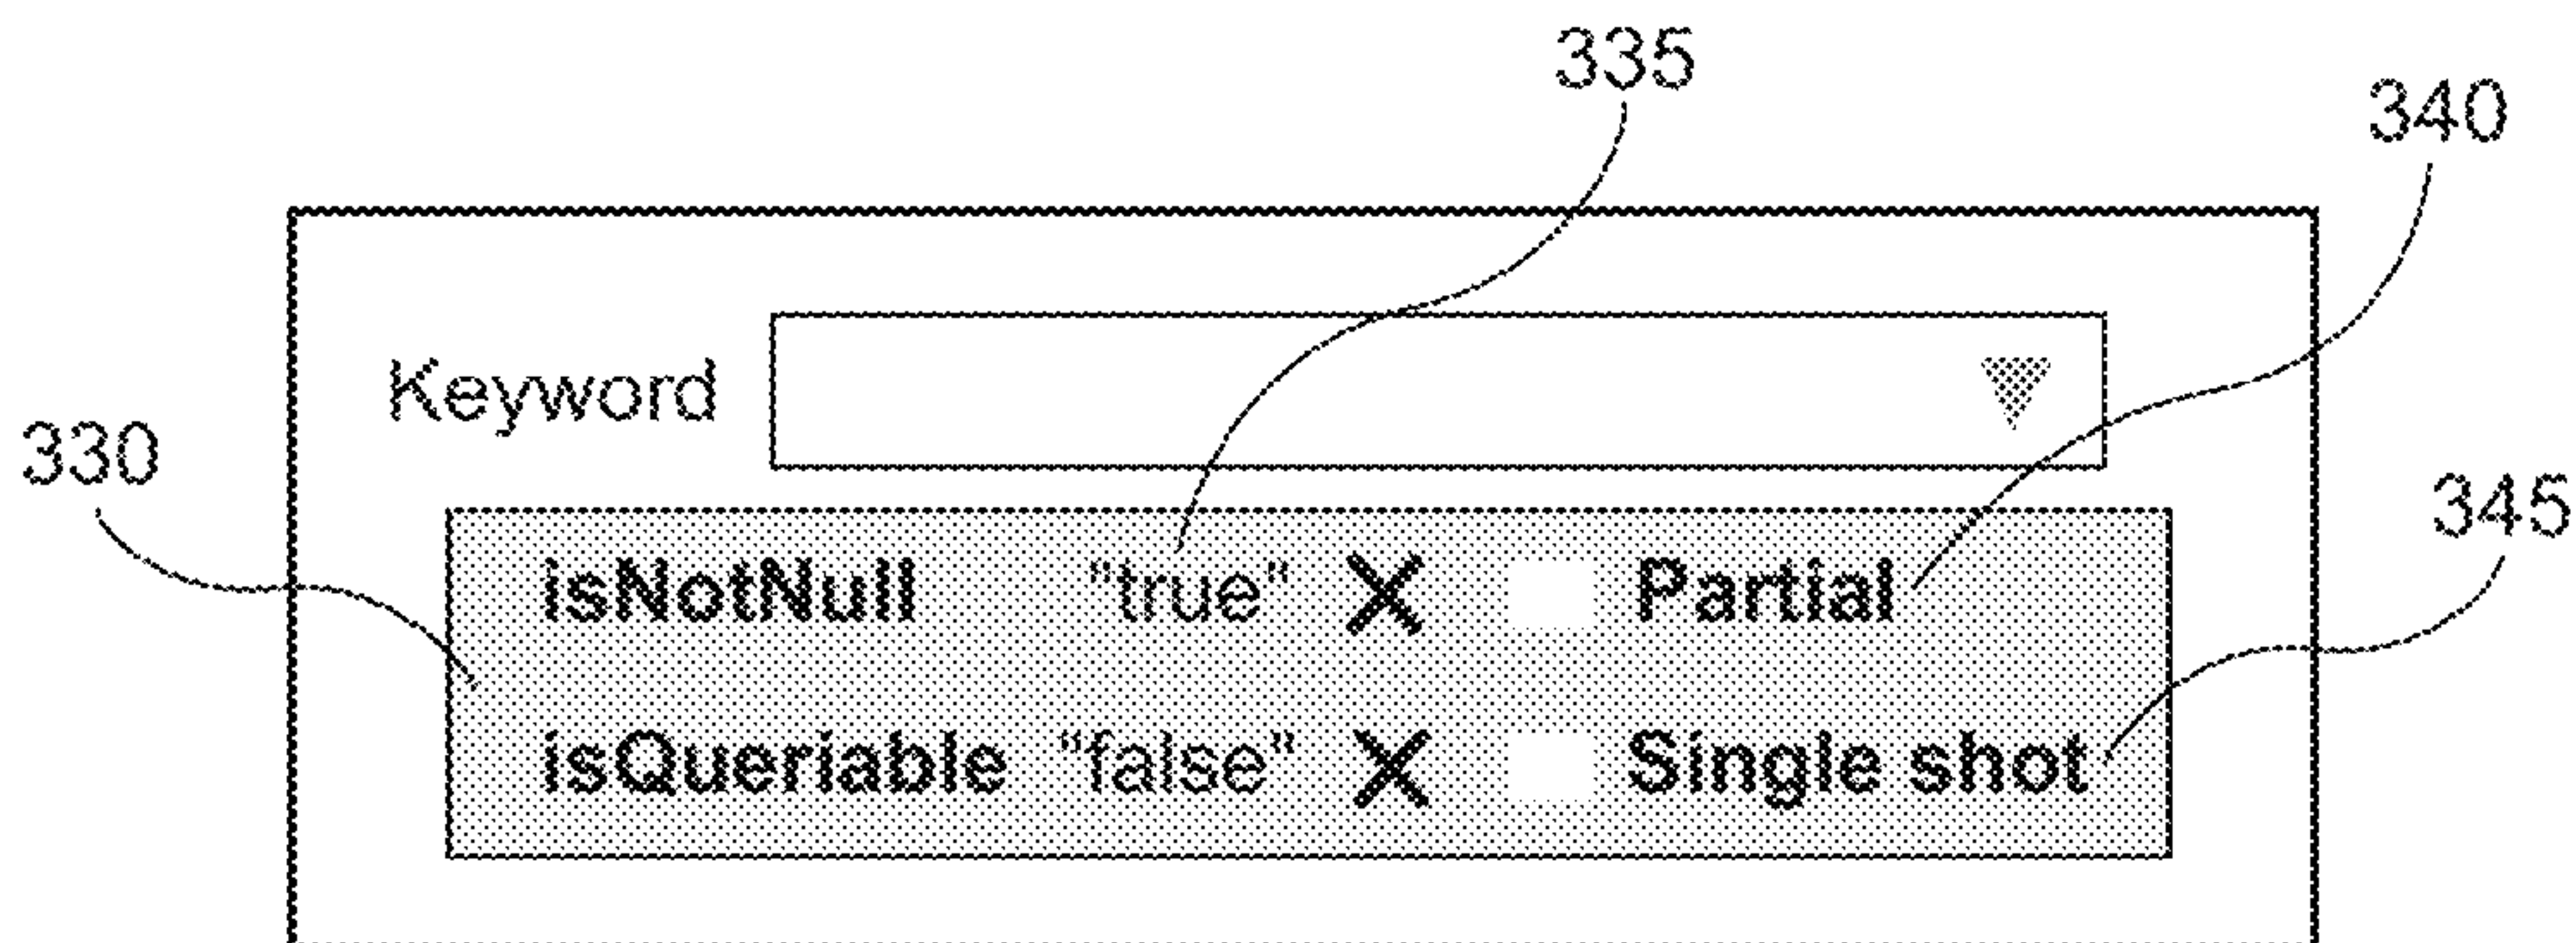 335
340
Keyword
330
345
isNotNull "true" X Partial
isQueriable "false" X Single shot